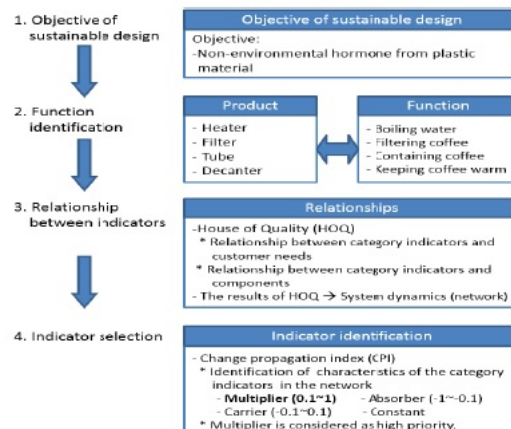 1. Objective of
sustainable design
Objective of sustainable design
Objective:
-Non-environmental hormone from plastic
material
2. Function
identification
Product
- Heater
- Filter
- Tube
- Decanter
Function
- Boiling water
- Filtering coffee
- Containing coffee
- Keeping coffee warm
3. Relationship
between indicators
Relationships
-House of Quality (HOQ)
* Relationship between category indicators and
customer needs
* Relationship between category indicators and
components
- The results of HOQ → System dynamics (network)
4. Indicator selection
Indicator identification
- Change propagation index (CPI)
* Identification of characteristics of the category
indicators in the network
- Multiplier (0.1~1) - Absorber (-1~-0.1)
- Carrier (-0.1~0.1) - Constant
* Multiplier is considered as high priority.